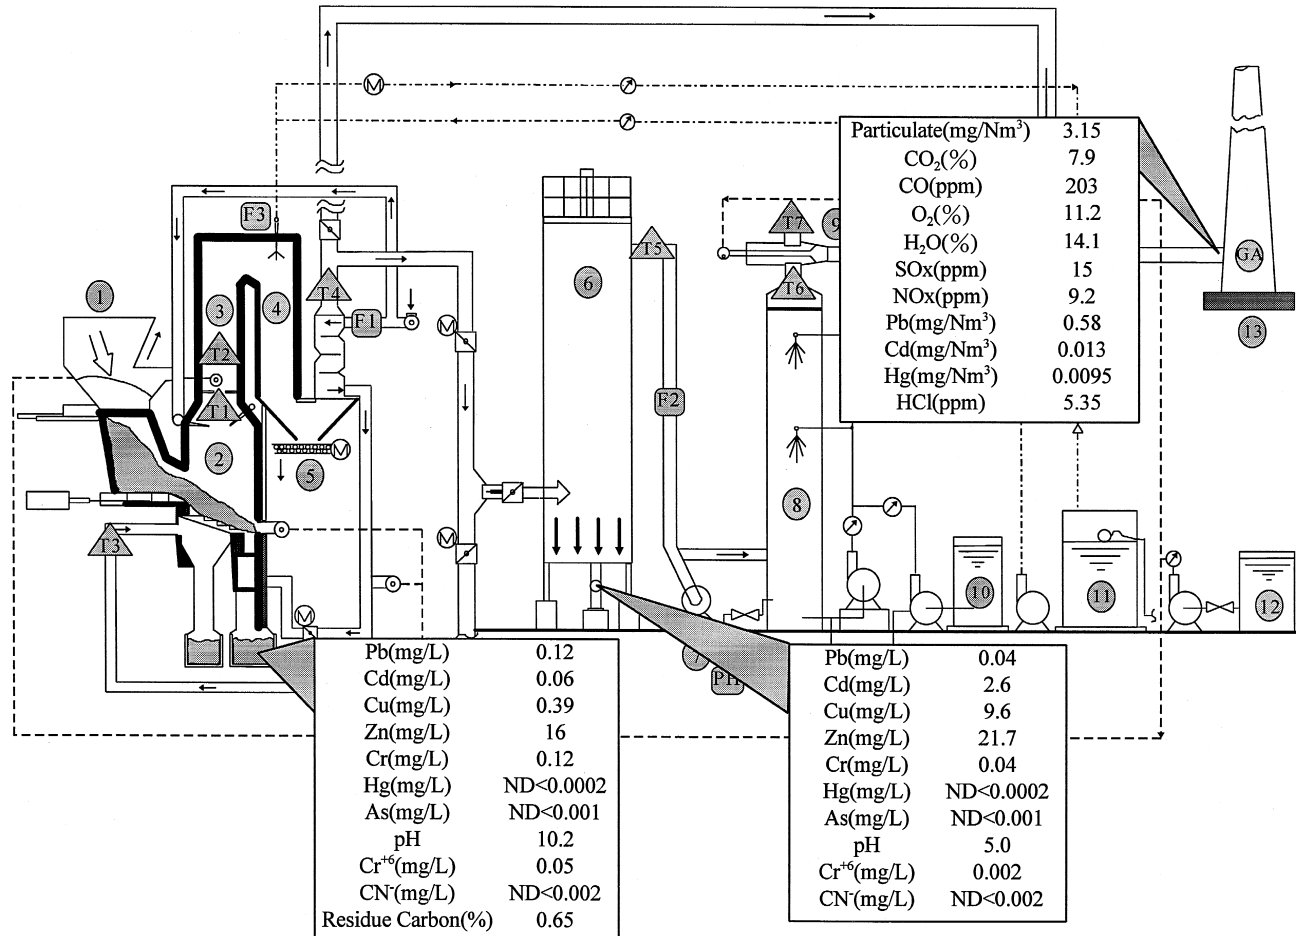 M
Particulate(mg/Nm³) 3.15
CO₂(%) 7.9
CO(ppm) 203
O₂(%) 11.2
H₂O(%) 14.1
SOx(ppm) 15
NOx(ppm) 9.2
Pb(mg/Nm³) 0.58
Cd(mg/Nm³) 0.013
Hg(mg/Nm³) 0.0095
HCl(ppm) 5.35
F3
T7
9
T5
GA
1
3
4
T4
6
T6
F1
M
13
T2
T1
F2
2
M
5
8
T3
M
10
11
12
M
7
PH
Pb(mg/L) 0.12
Cd(mg/L) 0.06
Cu(mg/L) 0.39
Zn(mg/L) 16
Cr(mg/L) 0.12
Hg(mg/L) ND<0.0002
As(mg/L) ND<0.001
pH 10.2
Cr⁺⁶(mg/L) 0.05
CN⁻(mg/L) ND<0.002
Residue Carbon(%) 0.65
Pb(mg/L) 0.04
Cd(mg/L) 2.6
Cu(mg/L) 9.6
Zn(mg/L) 21.7
Cr(mg/L) 0.04
Hg(mg/L) ND<0.0002
As(mg/L) ND<0.001
pH 5.0
Cr⁺⁶(mg/L) 0.002
CN⁻(mg/L) ND<0.002